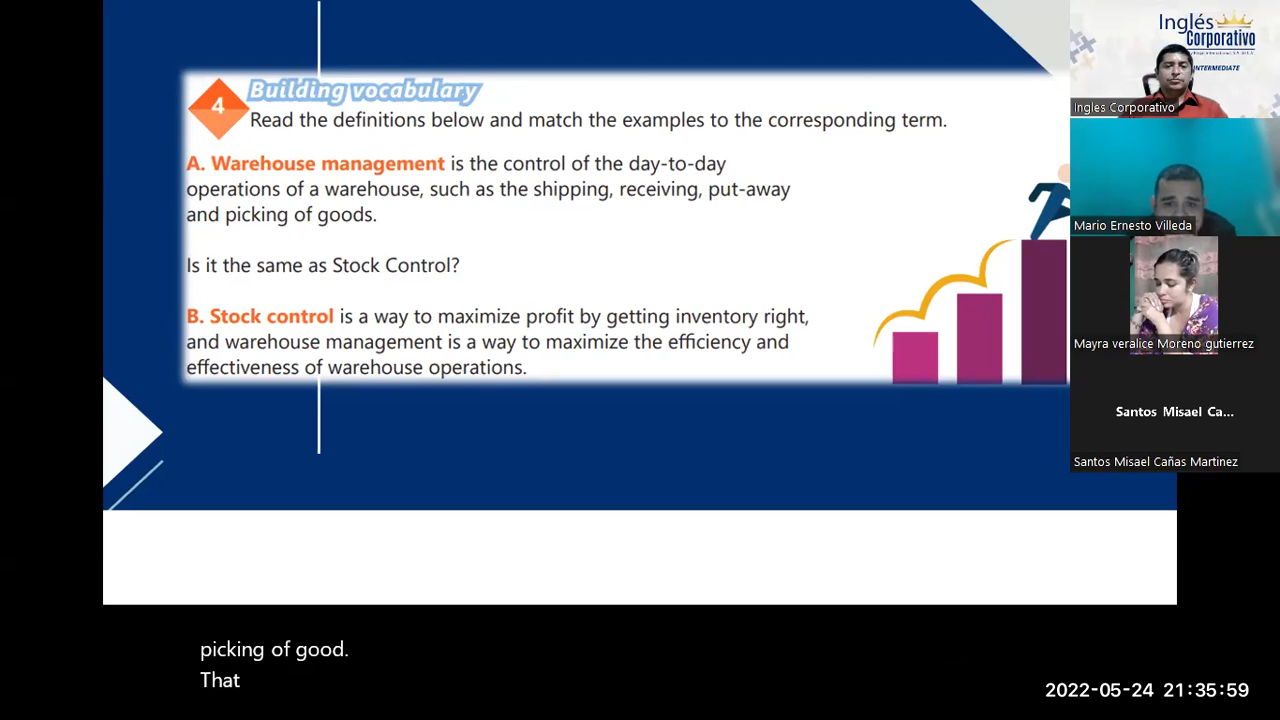 4
Building vocabulary
Read the definitions below and match the examples to the corresponding term.
A. Warehouse management is the control of the day-to-day
operations of a warehouse, such as the shipping, receiving, put-away
and picking of goods.
Is it the same as Stock Control?
B. Stock control is a way to maximize profit by getting inventory right,
and warehouse management is a way to maximize the efficiency and
effectiveness of warehouse operations.
Inglés
Corporativo
INTERMEDIATE
Ingles Corporativo
Mario Ernesto Villeda
Mayra veralice Moreno gutierrez
Santos Misael Ca...
Santos Misael Cañas Martinez
picking of good.
That
2022-05-24 21:35:59